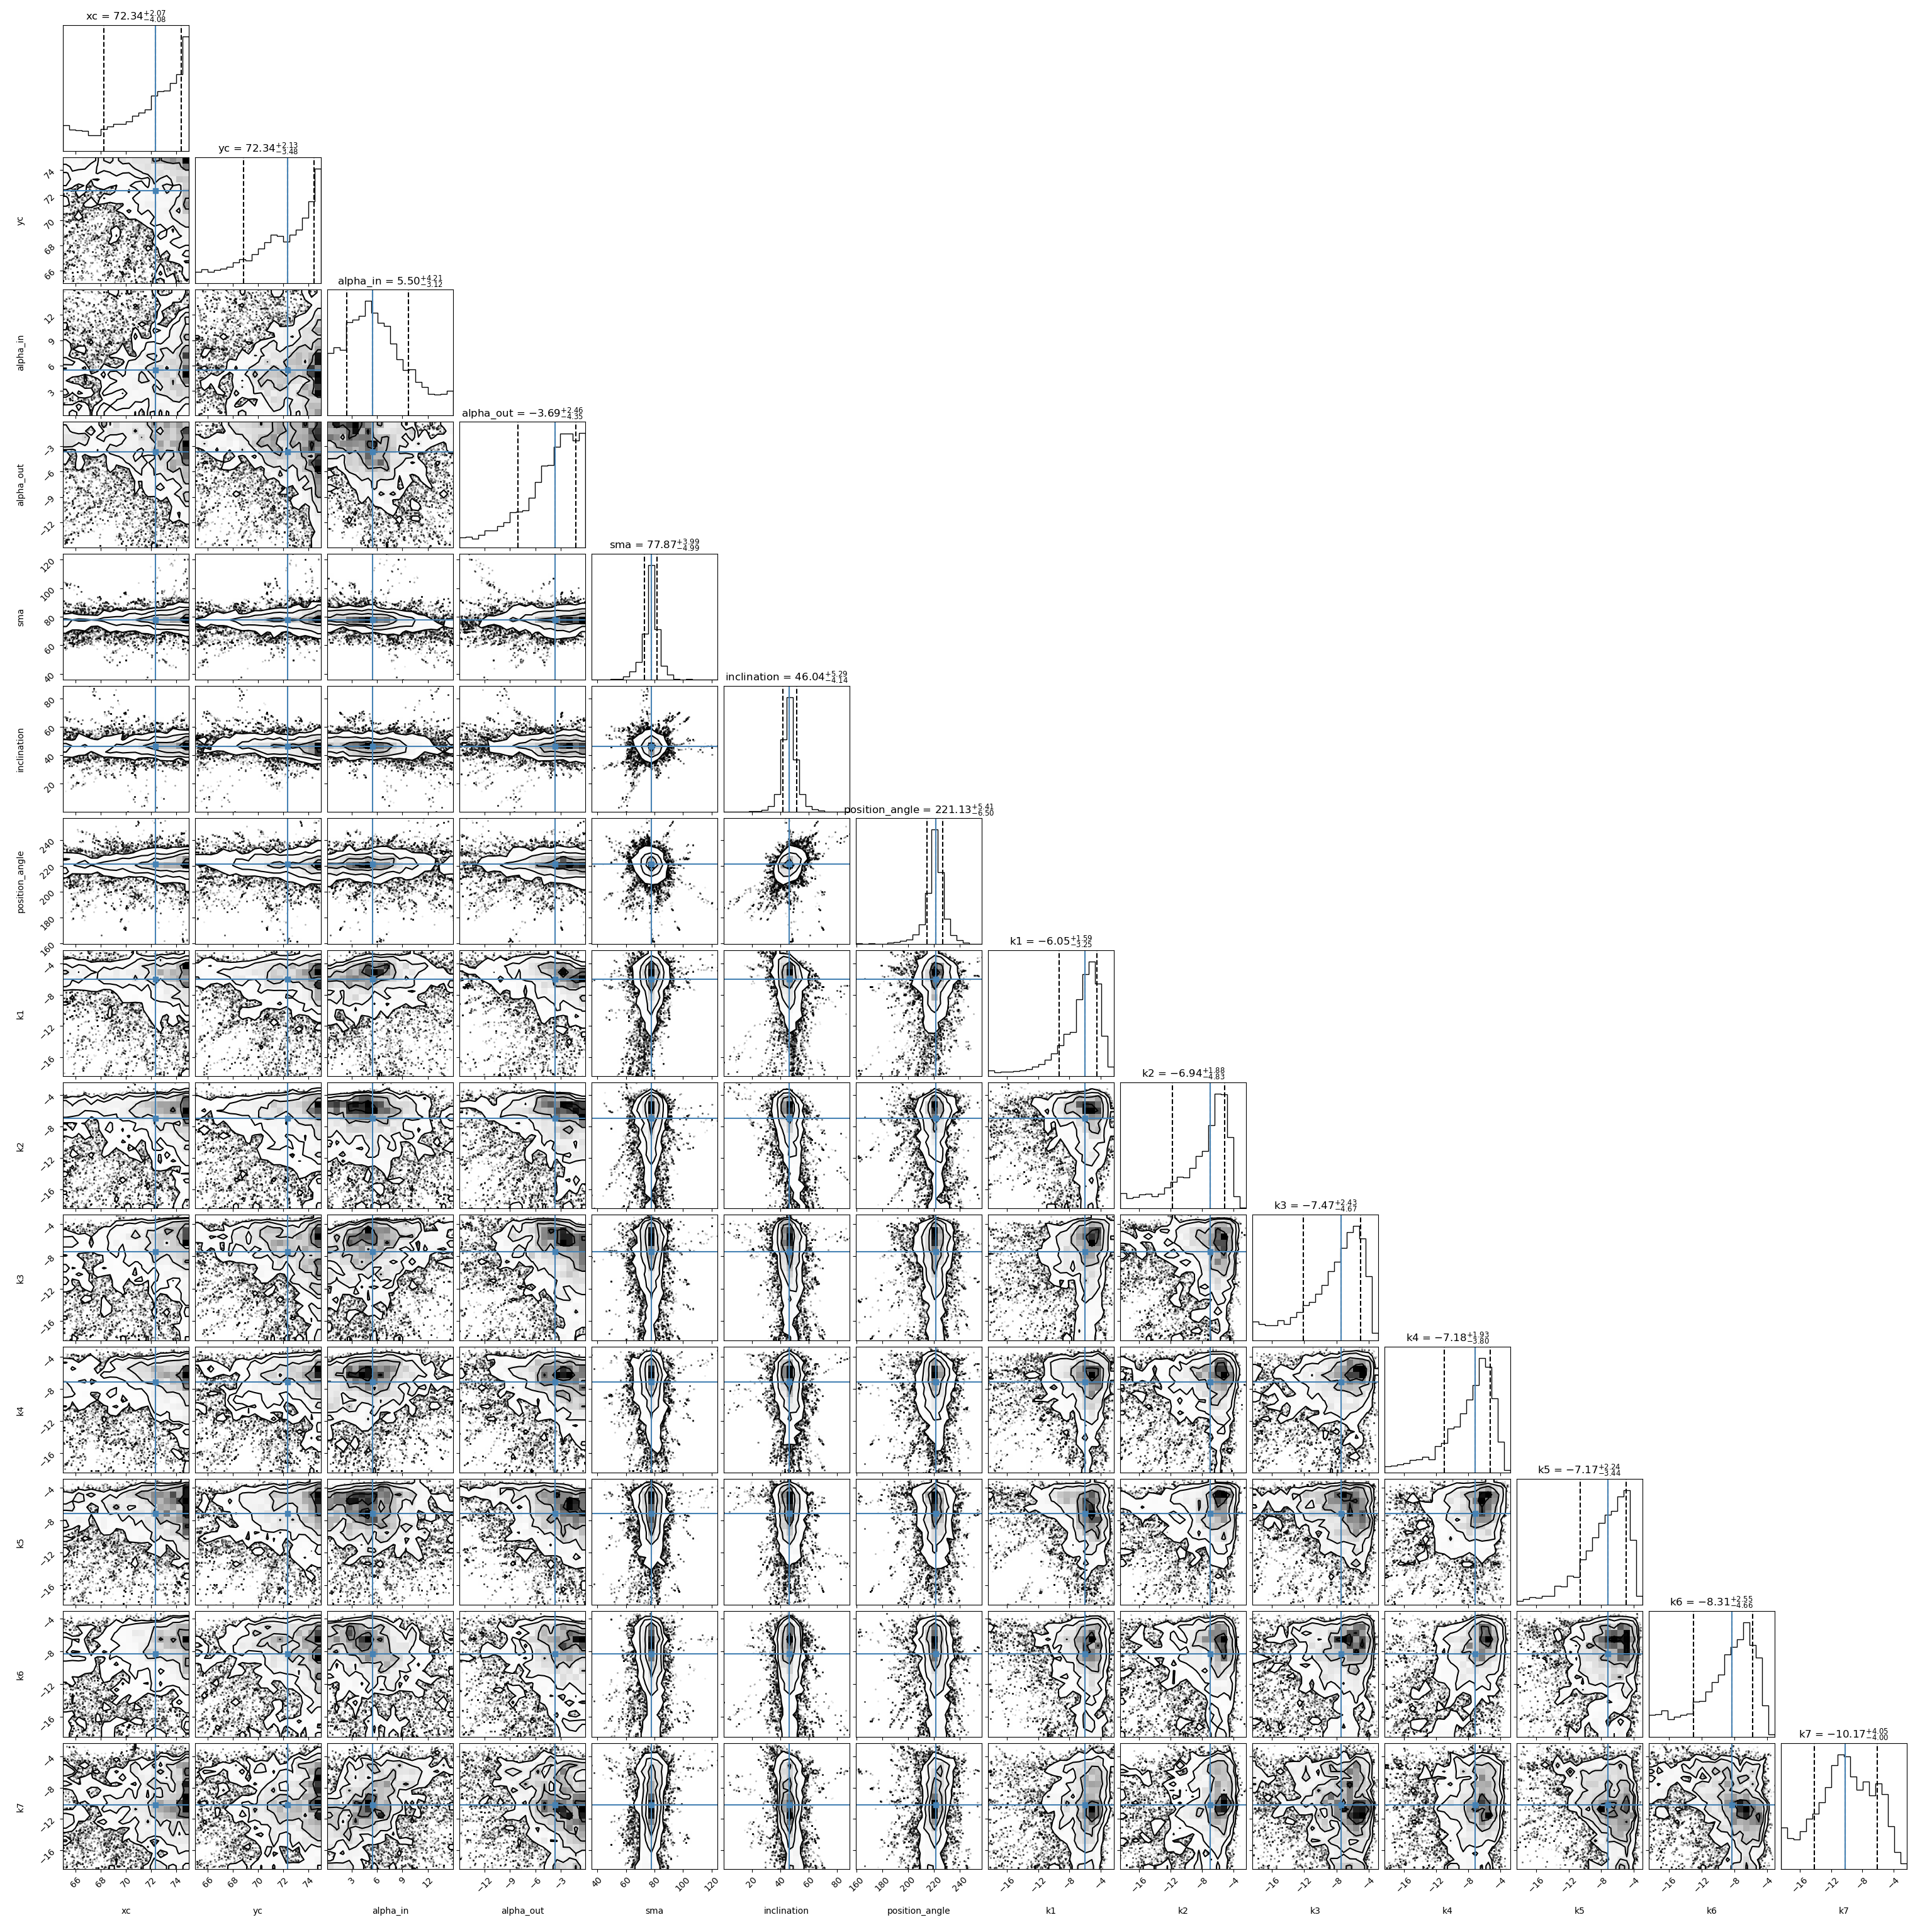 xc = 72.34 +2.07 −4.08
yc = 72.34 +2.13 −3.48
74
72
70
68
66
yc
alpha_in = 5.50 +4.21 −3.12
12
9
6
3
alpha_in
alpha_out = −3.69 +2.46 −4.35
−3
−6
−9
−12
alpha_out
sma = 77.87 +3.99 −4.99
120
100
80
60
40
sma
inclination = 46.04 +5.29 −4.14
80
60
40
20
inclination
position_angle = 221.13 +5.41 −6.50
240
220
200
180
160
position_angle
k1 = −6.05 +1.59 −3.25
−4
−8
−12
−16
k1
k2 = −6.94 +1.88 −4.83
−4
−8
−12
−16
k2
k3 = −7.47 +2.43 −4.67
−4
−8
−12
−16
k3
k4 = −7.18 +1.93 −3.80
−4
−8
−12
−16
k4
k5 = −7.17 +2.24 −3.44
−4
−8
−12
−16
k5
k6 = −8.31 +2.55 −4.66
−4
−8
−12
−16
k6
k7 = −10.17 +4.05 −4.00
−4
−8
−12
−16
k7
66 68 70 72 74 66 68 70 72 74 3 6 9 12 −12 −9 −6 −3 40 60 80 100 120 20 40 60 80 160 180 200 220 240 −16 −12 −8 −4 −16 −12 −8 −4 −16 −12 −8 −4 −16 −12 −8 −4 −16 −12 −8 −4 −16 −12 −8 −4 −16 −12 −8 −4
xc yc alpha_in alpha_out sma inclination position_angle k1 k2 k3 k4 k5 k6 k7